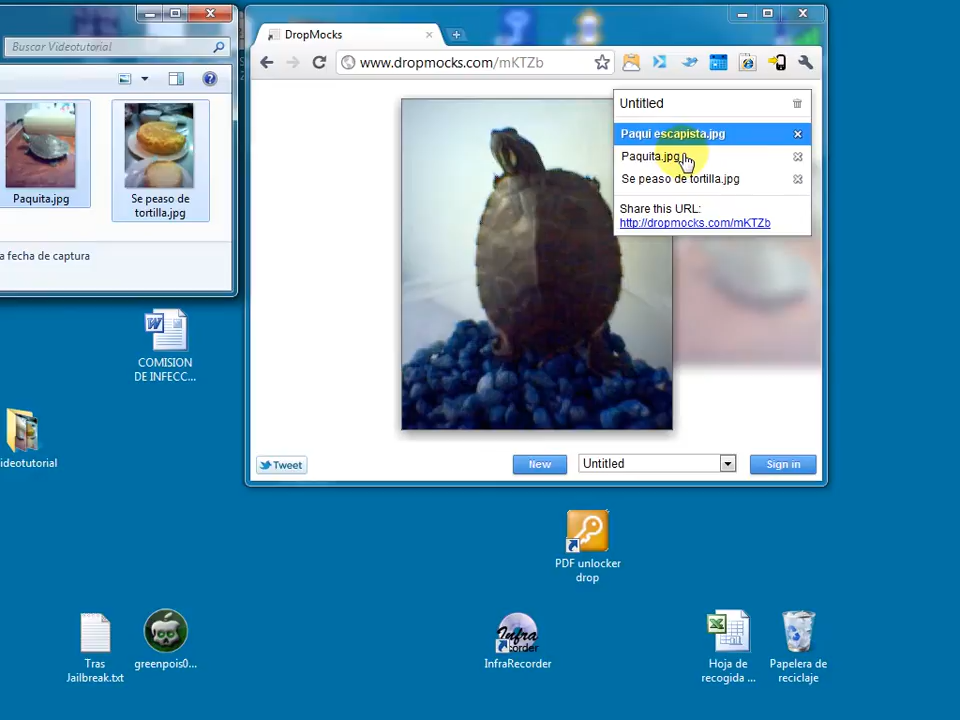 Buscar Videotutorial
Paquita.jpg
Se peaso de
tortilla.jpg
a fecha de captura
DropMocks
www.dropmocks.com/mKTZb
Untitled
Paqui escapista.jpg
Paquita.jpg
Se peaso de tortilla.jpg
Share this URL:
http://dropmocks.com/mKTZb
Tweet
New
Untitled
Sign in
COMISION
DE INFECC...
ideotutorial
PDF unlocker
drop
Tras
Jailbreak.txt
greenpois0...
Infra
corder
InfraRecorder
Hoja de
recogida ...
Papelera de
reciclaje